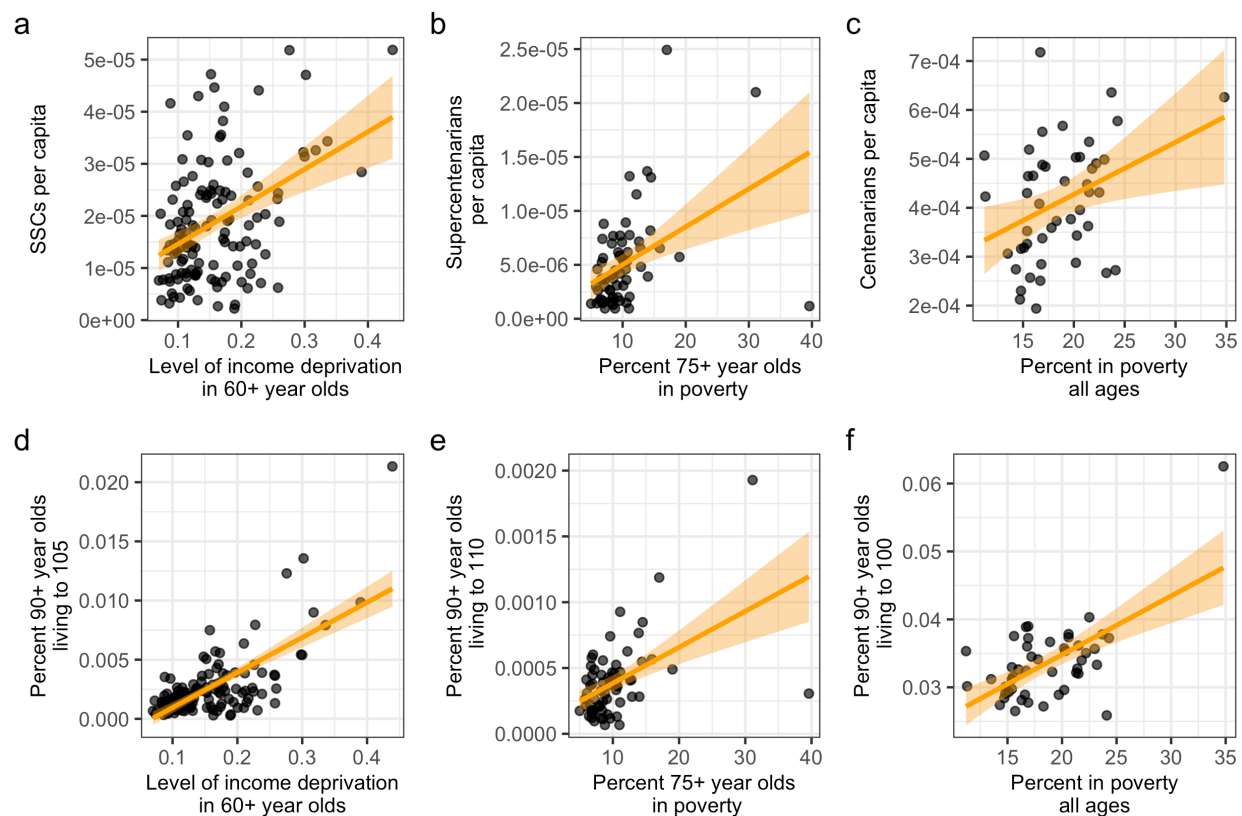 a
SSCs per capita
5e-05
4e-05
3e-05
2e-05
1e-05
0e+00
0.1 0.2 0.3 0.4
Level of income deprivation
in 60+ year olds
b
Supercentenarians
per capita
2.5e-05
2.0e-05
1.5e-05
1.0e-05
5.0e-06
0.0e+00
10 20 30 40
Percent 75+ year olds
in poverty
c
Centenarians per capita
7e-04
6e-04
5e-04
4e-04
3e-04
2e-04
15 20 25 30 35
Percent in poverty
all ages
d
Percent 90+ year olds
living to 105
0.020
0.015
0.010
0.005
0.000
0.1 0.2 0.3 0.4
Level of income deprivation
in 60+ year olds
e
Percent 90+ year olds
living to 110
0.0020
0.0015
0.0010
0.0005
0.0000
10 20 30 40
Percent 75+ year olds
in poverty
f
Percent 90+ year olds
living to 100
0.06
0.05
0.04
0.03
15 20 25 30 35
Percent in poverty
all ages